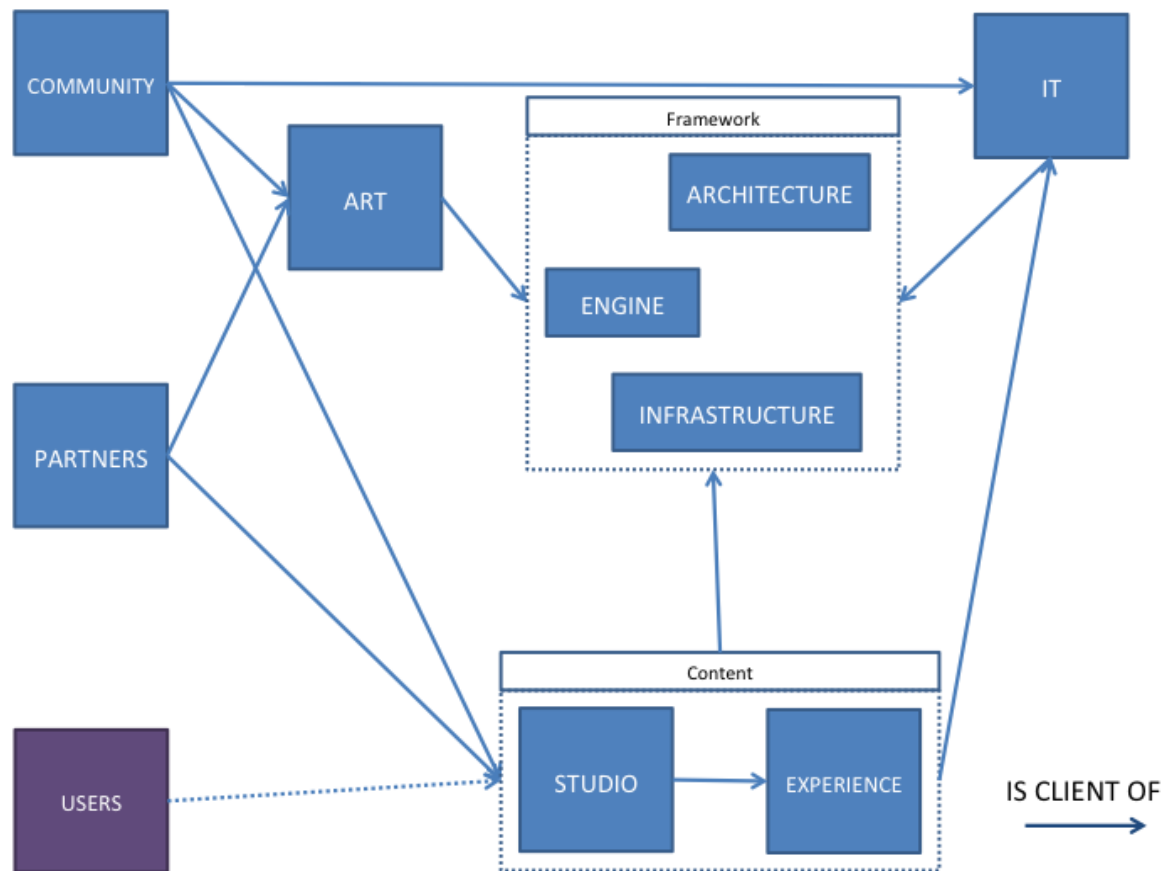 COMMUNITY
IT
Framework
ARCHITECTURE
ART
ENGINE
INFRASTRUCTURE
PARTNERS
Content
STUDIO
EXPERIENCE
USERS
IS CLIENT OF